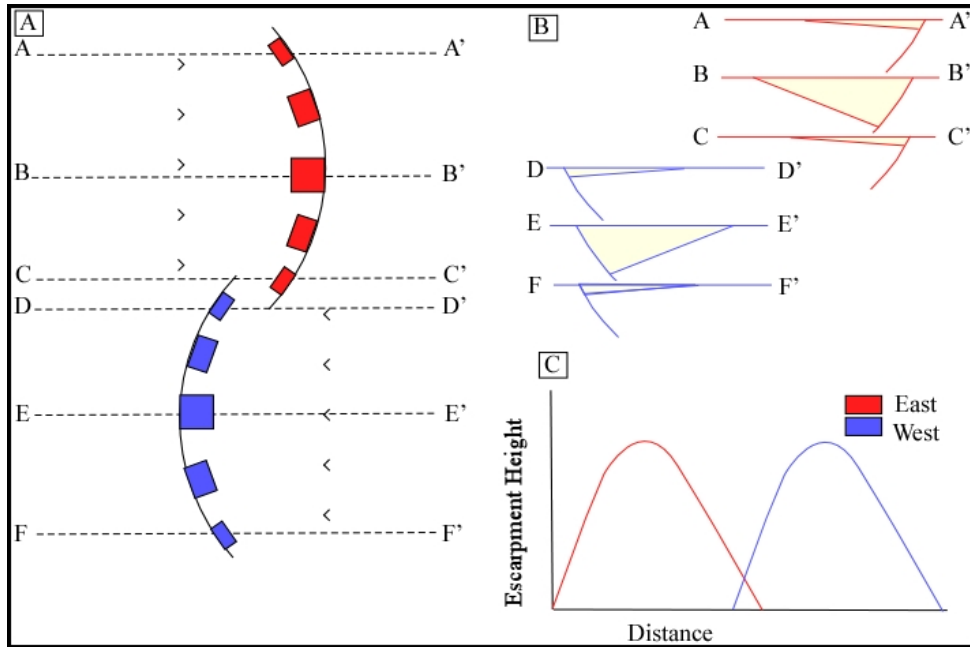 A
A A'
B B'
C C'
D D'
E E'
F F'
B
A A'
B B'
C C'
D D'
E E'
F F'
C
East
West
Escarpment Height
Distance